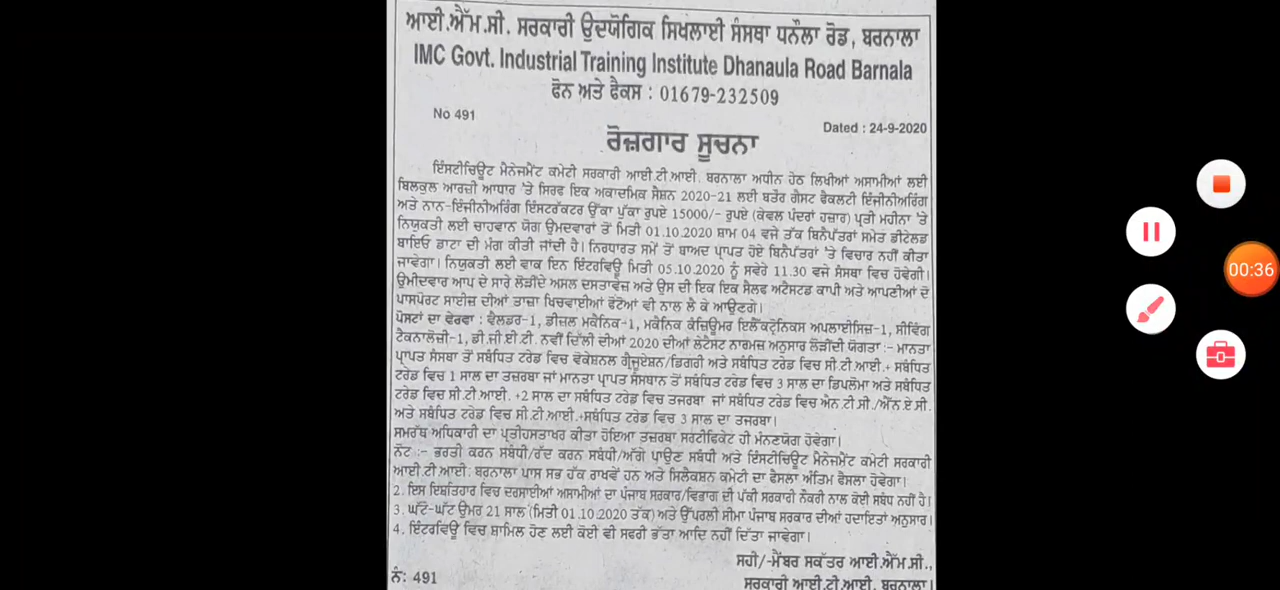 ਆਈ.ਐੱਮ.ਸੀ. ਸਰਕਾਰੀ ਉਦਯੋਗਿਕ ਸਿਖਲਾਈ ਸੰਸਥਾ ਧਨੌਲਾ ਰੋਡ, ਬਰਨਾਲਾ
IMC Govt. Industrial Training Institute Dhanaula Road Barnala
ਫੋਨ ਅਤੇ ਫੈਕਸ : 01679-232509
No 491
Dated : 24-9-2020
ਰੋਜ਼ਗਾਰ ਸੂਚਨਾ
ਇੰਸਟੀਚਿਊਟ ਮੈਨੇਜਮੈਂਟ ਕਮੇਟੀ ਸਰਕਾਰੀ ਆਈ.ਟੀ.ਆਈ. ਬਰਨਾਲਾ ਅਧੀਨ ਹੇਠ ਲਿਖੀਆਂ ਅਸਾਮੀਆਂ ਲਈ
ਬਿਲਕੁਲ ਆਰਜ਼ੀ ਆਧਾਰ 'ਤੇ ਸਿਰਫ ਇਕ ਅਕਾਦਮਿਕ ਸੈਸ਼ਨ 2020-21 ਲਈ ਬਤੌਰ ਗੈਸਟ ਫੈਕਲਟੀ ਇੰਜੀਨੀਅਰਿੰਗ
ਅਤੇ ਨਾਨ-ਇੰਜੀਨੀਅਰਿੰਗ ਇੰਸਟਰੱਕਟਰ ਉੱਕਾ ਪੁੱਕਾ ਰੁਪਏ 15000/- ਰੁਪਏ (ਕੇਵਲ ਪੰਦਰਾਂ ਹਜ਼ਾਰ) ਪ੍ਰਤੀ ਮਹੀਨਾ 'ਤੇ
ਨਿਯੁਕਤੀ ਲਈ ਚਾਹਵਾਨ ਯੋਗ ਉਮਦਵਾਰਾਂ ਤੋਂ ਮਿਤੀ 01.10.2020 ਸ਼ਾਮ 04 ਵਜੇ ਤੱਕ ਬਿਨੈਪੱਤਰਾਂ ਸਮੇਤ ਡੀਟੇਲਡ
ਬਾਇਓ ਡਾਟਾ ਦੀ ਮੰਗ ਕੀਤੀ ਜਾਂਦੀ ਹੈ। ਨਿਰਧਾਰਤ ਸਮੇਂ ਤੋਂ ਬਾਅਦ ਪ੍ਰਾਪਤ ਹੋਏ ਬਿਨੈਪੱਤਰਾਂ 'ਤੇ ਵਿਚਾਰ ਨਹੀਂ ਕੀਤਾ
ਜਾਵੇਗਾ। ਨਿਯੁਕਤੀ ਲਈ ਵਾਕ ਇਨ ਇੰਟਰਵਿਊ ਮਿਤੀ 05.10.2020 ਨੂੰ ਸਵੇਰੇ 11.30 ਵਜੇ ਸੰਸਥਾ ਵਿਚ ਹੋਵੇਗੀ।
ਉਮੀਦਵਾਰ ਆਪ ਦੇ ਸਾਰੇ ਲੋੜੀਂਦੇ ਅਸਲ ਦਸਤਾਵੇਜ਼ ਅਤੇ ਉਸ ਦੀ ਇਕ ਇਕ ਸੈਲਫ ਅਟੈਸਟਡ ਕਾਪੀ ਅਤੇ ਆਪਣੀਆਂ ਦੋ
ਪਾਸਪੋਰਟ ਸਾਈਜ਼ ਦੀਆਂ ਤਾਜ਼ਾ ਖਿਚਵਾਈਆਂ ਫੋਟੋਆਂ ਵੀ ਨਾਲ ਲੈ ਕੇ ਆਉਣਗੇ।
ਪੋਸਟਾਂ ਦਾ ਵੇਰਵਾ : ਵੈਲਡਰ-1, ਡੀਜ਼ਲ ਮਕੈਨਿਕ-1, ਮਕੈਨਿਕ ਕੰਜ਼ਿਊਮਰ ਇਲੈੱਕਟ੍ਰੋਨਿਕਸ ਅਪਲਾਈਸਿਜ਼-1, ਸੀਵਿੰਗ
ਟੈਕਨਾਲੋਜੀ-1, ਡੀ.ਜੀ.ਈ.ਟੀ. ਨਵੀਂ ਦਿੱਲੀ ਦੀਆਂ 2020 ਦੀਆਂ ਲੇਟੈਸਟ ਨਾਰਮਜ਼ ਅਨੁਸਾਰ ਲੋੜੀਂਦੀ ਯੋਗਤਾ :- ਮਾਨਤਾ
ਪ੍ਰਾਪਤ ਸੰਸਥਾ ਤੋਂ ਸਬੰਧਿਤ ਟਰੇਡ ਵਿਚ ਵੋਕੇਸ਼ਨਲ ਗ੍ਰੈਜੂਏਸ਼ਨ/ਡਿਗਰੀ ਅਤੇ ਸਬੰਧਿਤ ਟਰੇਡ ਵਿਚ ਸੀ.ਟੀ.ਆਈ.+ ਸਬੰਧਿਤ
ਟਰੇਡ ਵਿਚ 1 ਸਾਲ ਦਾ ਤਜ਼ਰਬਾ ਜਾਂ ਮਾਨਤਾ ਪ੍ਰਾਪਤ ਸੰਸਥਾਨ ਤੋਂ ਸਬੰਧਿਤ ਟਰੇਡ ਵਿਚ 3 ਸਾਲ ਦਾ ਡਿਪਲੋਮਾ ਅਤੇ ਸਬੰਧਿਤ
ਟਰੇਡ ਵਿਚ ਸੀ.ਟੀ.ਆਈ. +2 ਸਾਲ ਦਾ ਸਬੰਧਿਤ ਟਰੇਡ ਵਿਚ ਤਜਰਬਾ ਜਾਂ ਸਬੰਧਿਤ ਟਰੇਡ ਵਿਚ ਐਨ.ਟੀ.ਸੀ./ਐੱਨ.ਏ.ਸੀ.
ਅਤੇ ਸਬੰਧਿਤ ਟਰੇਡ ਵਿਚ ਸੀ.ਟੀ.ਆਈ.+ਸਬੰਧਿਤ ਟਰੇਡ ਵਿਚ 3 ਸਾਲ ਦਾ ਤਜਰਬਾ।
ਸਮਰੱਥ ਅਧਿਕਾਰੀ ਦਾ ਪ੍ਰਤੀਹਸਤਾਖਰ ਕੀਤਾ ਹੋਇਆ ਤਜ਼ਰਬਾ ਸਰਟੀਫਿਕੇਟ ਹੀ ਮੰਨਣਯੋਗ ਹੋਵੇਗਾ।
ਨੋਟ :- ਭਰਤੀ ਕਰਨ ਸਬੰਧੀ/ਰੱਦ ਕਰਨ ਸਬੰਧੀ/ਅੱਗੇ ਪਾਉਣ ਸਬੰਧੀ ਅਤੇ ਇੰਸਟੀਚਿਊਟ ਮੈਨੇਜਮੈਂਟ ਕਮੇਟੀ ਸਰਕਾਰੀ
ਆਈ.ਟੀ.ਆਈ. ਬਰਨਾਲਾ ਪਾਸ ਸਭ ਹੱਕ ਰਾਖਵੇਂ ਹਨ ਅਤੇ ਸਿਲੈਕਸ਼ਨ ਕਮੇਟੀ ਦਾ ਫੈਸਲਾ ਅੰਤਿਮ ਫੈਸਲਾ ਹੋਵੇਗਾ।
2. ਇਸ ਇਸ਼ਤਿਹਾਰ ਵਿਚ ਦਰਸਾਈਆਂ ਅਸਾਮੀਆਂ ਦਾ ਪੰਜਾਬ ਸਰਕਾਰ/ਵਿਭਾਗ ਦੀ ਪੱਕੀ ਸਰਕਾਰੀ ਨੌਕਰੀ ਨਾਲ ਕੋਈ ਸਬੰਧ ਨਹੀਂ ਹੈ।
3. ਘੱਟੋ-ਘੱਟ ਉਮਰ 21 ਸਾਲ (ਮਿਤੀ 01.10.2020 ਤੱਕ) ਅਤੇ ਉੱਪਰਲੀ ਸੀਮਾ ਪੰਜਾਬ ਸਰਕਾਰ ਦੀਆਂ ਹਦਾਇਤਾਂ ਅਨੁਸਾਰ।
4. ਇੰਟਰਵਿਊ ਵਿਚ ਸ਼ਾਮਿਲ ਹੋਣ ਲਈ ਕੋਈ ਵੀ ਸਫਰੀ ਭੱਤਾ ਆਦਿ ਨਹੀਂ ਦਿੱਤਾ ਜਾਵੇਗਾ।
ਸਹੀ/-ਮੈਂਬਰ ਸਕੱਤਰ ਆਈ.ਐੱਮ.ਸੀ.,
ਨੰ: 491
ਸਰਕਾਰੀ ਆਈ.ਟੀ.ਆਈ. ਬਰਨਾਲਾ।
00:36